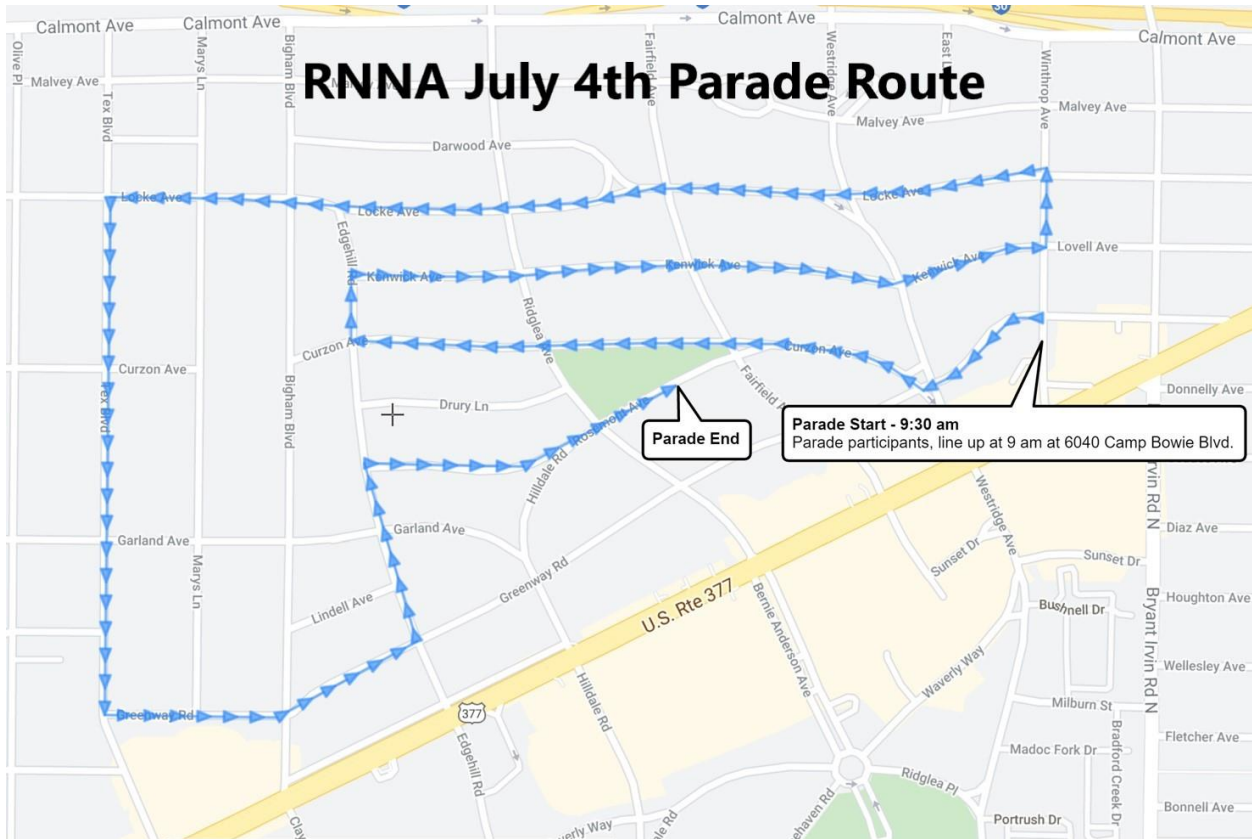 Calmont Ave
Calmont Ave
Calmont Ave
30
Calmont Ave
Olive Pl
Marys Ln
Bigham Blvd
Fairfield Ave
Westridge Ave
Winthrop Ave
Malvey Ave
RNNA July 4th Parade Route
Tex Blvd
Malvey Ave
Malvey Ave
Darwood Ave
Locke Ave
Locke Ave
Locke Ave
Edgehill Rd
Lovell Ave
Kenwick Ave
Kenwick Ave
Kenwick Ave
Ridglea Ave
Curzon Ave
Curzon Ave
Curzon Ave
Fairfield Ave
Donnelly Ave
Tex Blvd
Bigham Blvd
Drury Ln
Rosemont Ave
Parade End
Parade Start - 9:30 am
Parade participants, line up at 9 am at 6040 Camp Bowie Blvd.
Hilldale Rd
Westridge Ave
Irvin Rd N
Garland Ave
Garland Ave
Diaz Ave
Sunset Dr
Sunset Dr
Marys Ln
Greenway Rd
U.S. Rte 377
Lindell Ave
Bernie Anderson Ave
Bushnell Dr
Houghton Ave
Bryant Irvin Rd N
Waverly Way
Wellesley Ave
Hilldale Rd
Greenway Rd
377
Milburn St
Edgehill Rd
Bradford Creek Dr
Fletcher Ave
Madoc Fork Dr
Ridglea Pl
Bonnell Ave
Portrush Dr